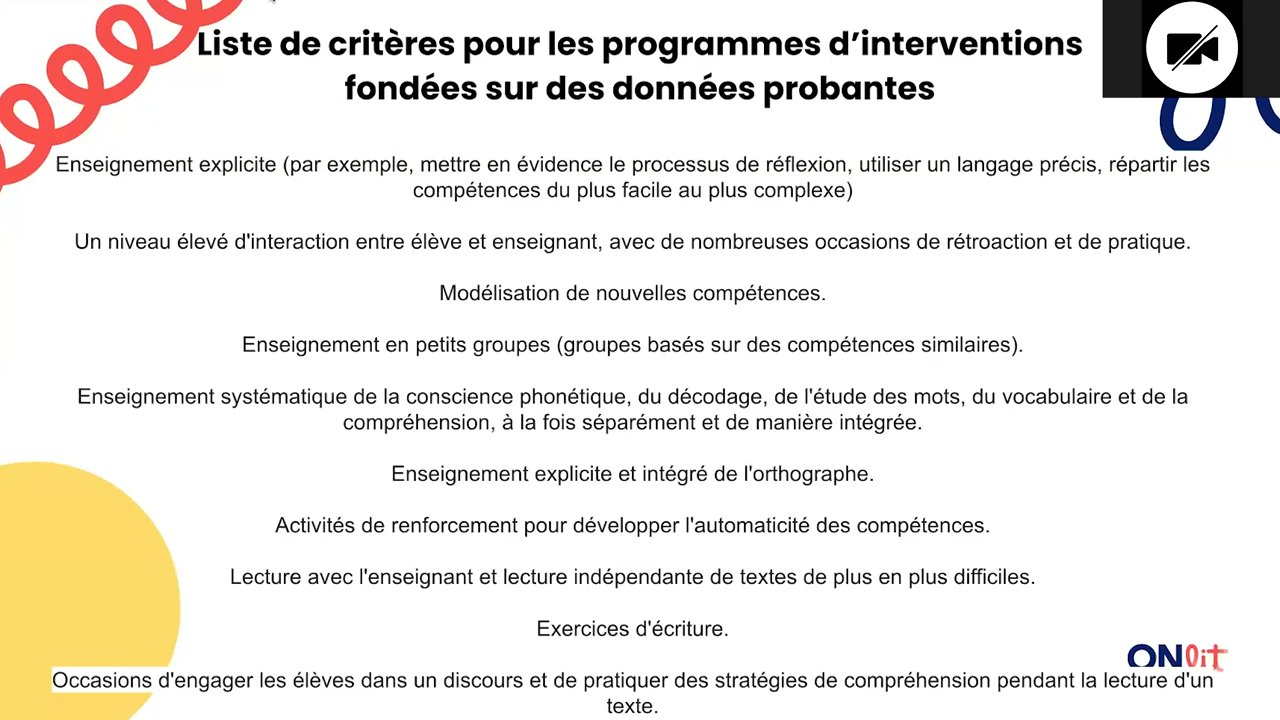 Liste de critères pour les programmes d’interventions
fondées sur des données probantes
Enseignement explicite (par exemple, mettre en évidence le processus de réflexion, utiliser un langage précis, répartir les
compétences du plus facile au plus complexe)
Un niveau élevé d'interaction entre élève et enseignant, avec de nombreuses occasions de rétroaction et de pratique.
Modélisation de nouvelles compétences.
Enseignement en petits groupes (groupes basés sur des compétences similaires).
Enseignement systématique de la conscience phonétique, du décodage, de l'étude des mots, du vocabulaire et de la
compréhension, à la fois séparément et de manière intégrée.
Enseignement explicite et intégré de l'orthographe.
Activités de renforcement pour développer l'automaticité des compétences.
Lecture avec l'enseignant et lecture indépendante de textes de plus en plus difficiles.
Exercices d'écriture.
ONlit
Occasions d'engager les élèves dans un discours et de pratiquer des stratégies de compréhension pendant la lecture d'un
texte.